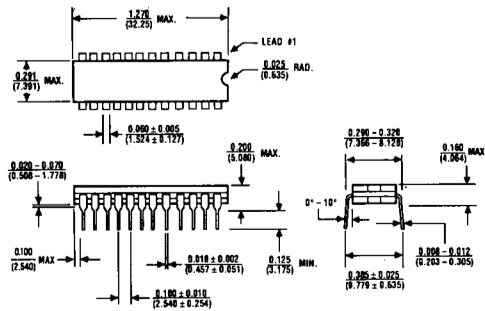 1.270
(32.25) MAX.
LEAD #1
0.025
(0.635) RAD.
0.291
(7.391) MAX.
0.060 ± 0.005
(1.524 ± 0.127)
0.200
(5.080) MAX.
0.290 – 0.320
(7.366 – 8.128)
0.160
(4.064) MAX.
0.020 – 0.070
(0.508 – 1.778)
0° – 10°
0.100
(2.540) MAX
0.018 ± 0.002
(0.457 ± 0.051)
0.125
(3.175) MIN.
0.008 – 0.012
(0.203 – 0.305)
0.100 ± 0.010
(2.540 ± 0.254)
0.385 ± 0.025
(9.779 ± 0.635)